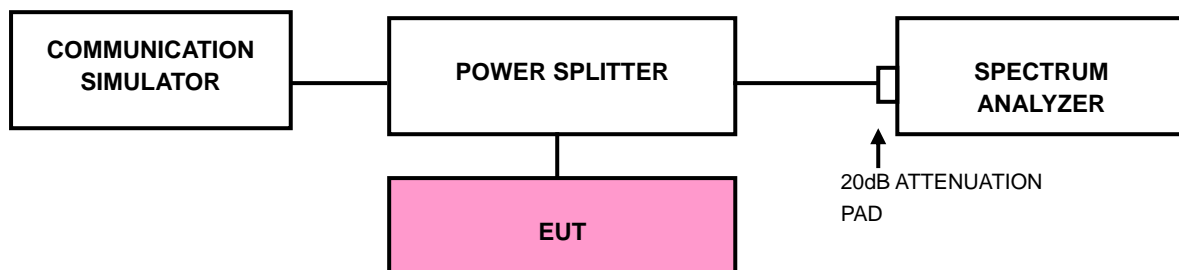 COMMUNICATION
SIMULATOR
POWER SPLITTER
SPECTRUM
ANALYZER
20dB ATTENUATION
PAD
EUT